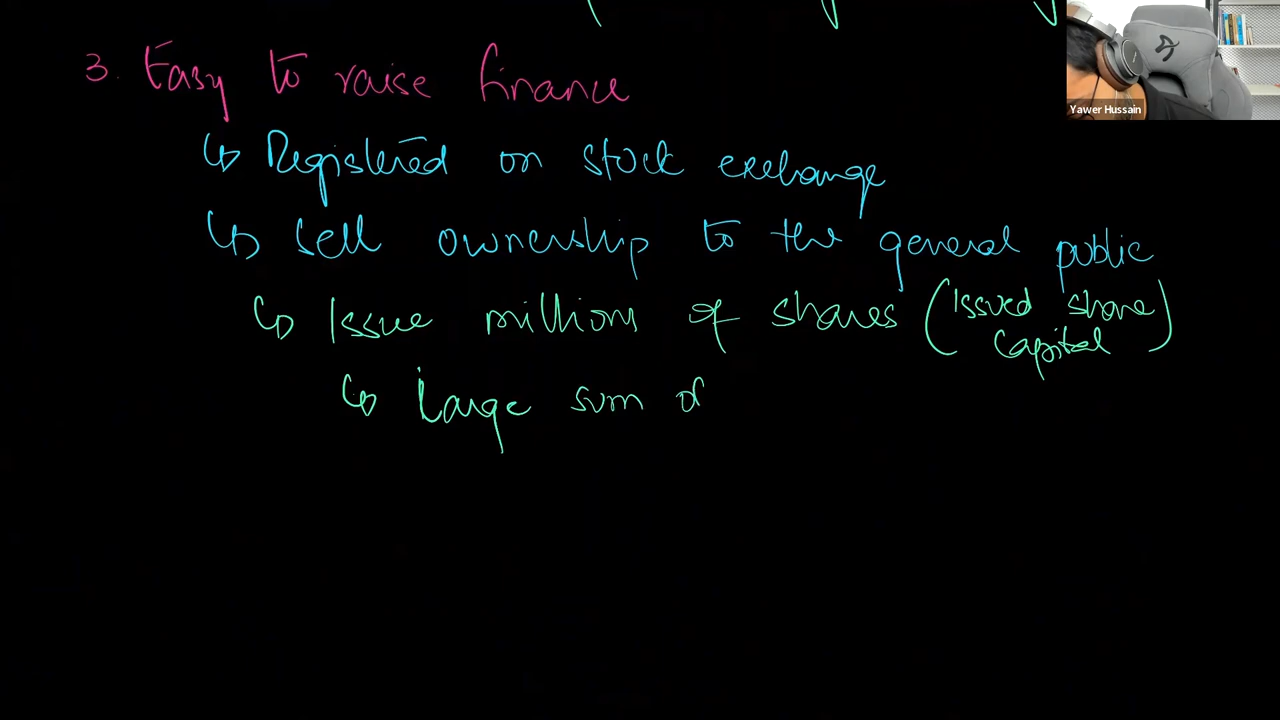 3. Easy to raise finance
↳ Registered on stock exchange
↳ Sell ownership to the general public
↳ Issue millions of shares (Issued share capital)
↳ Large sum of
Yawer Hussain